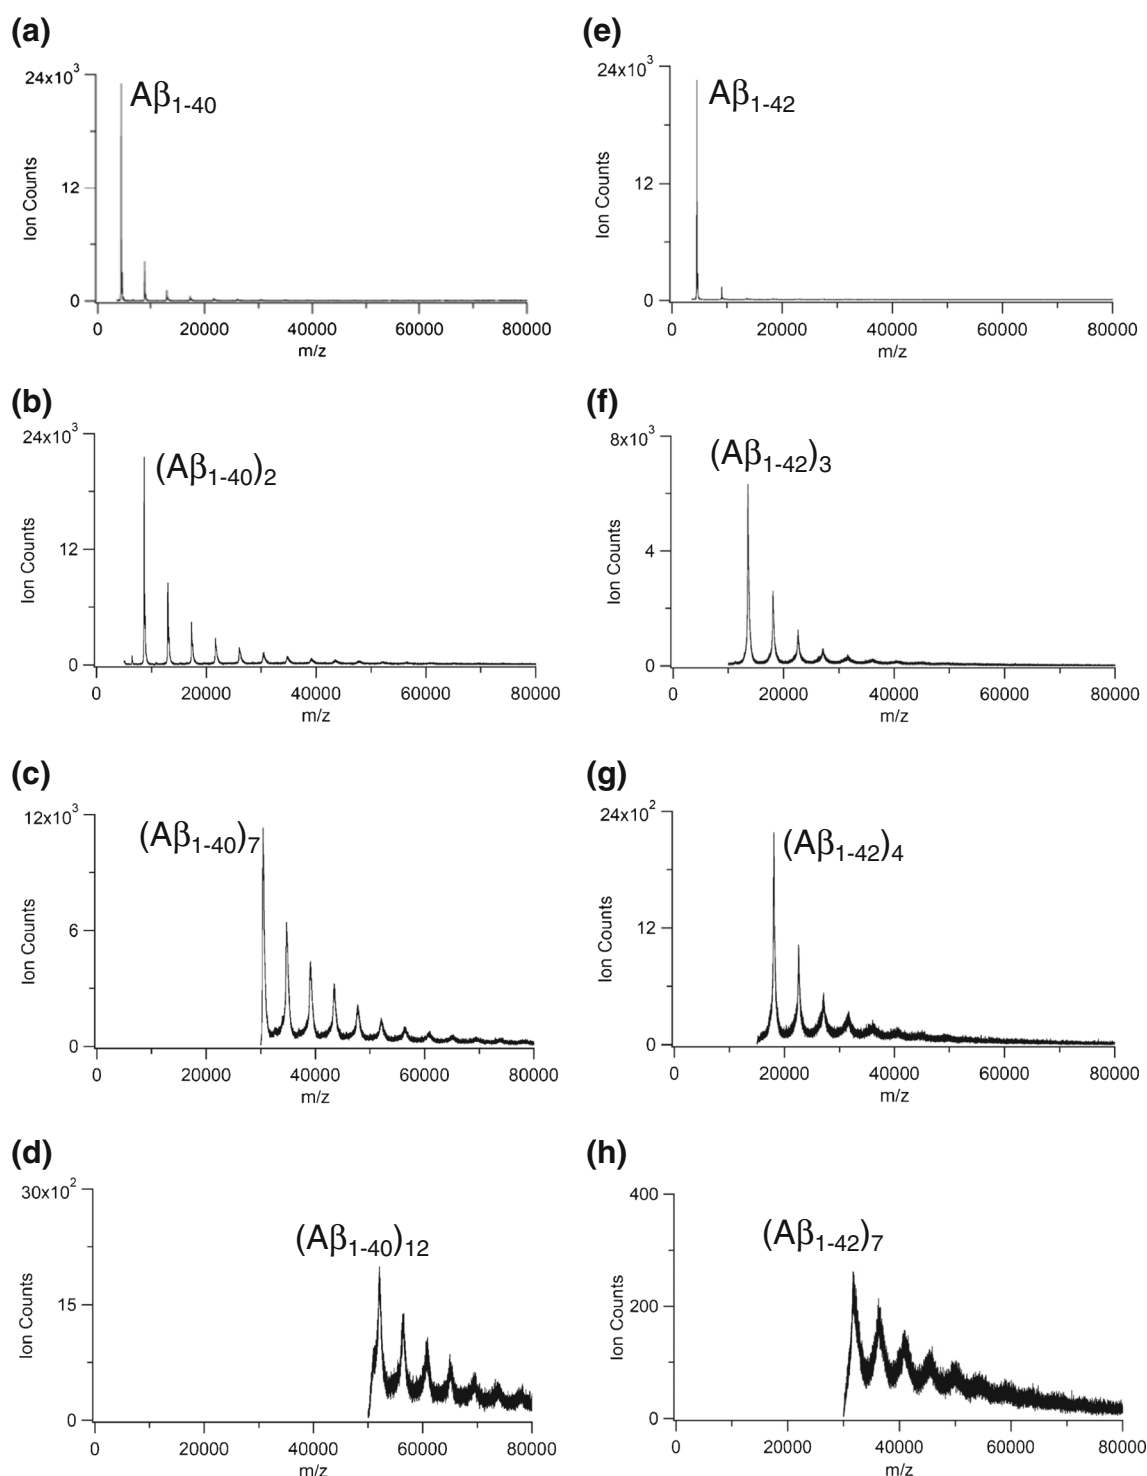 (a)
24x10³
Aβ₁₋₄₀
12
0
Ion Counts
0 20000 40000 60000 80000
m/z
(e)
24x10³
Aβ₁₋₄₂
12
0
Ion Counts
0 20000 40000 60000 80000
m/z
(b)
24x10³
(Aβ₁₋₄₀)₂
12
0
Ion Counts
0 20000 40000 60000 80000
m/z
(f)
8x10³
(Aβ₁₋₄₂)₃
4
0
Ion Counts
0 20000 40000 60000 80000
m/z
(c)
12x10³
(Aβ₁₋₄₀)₇
6
0
Ion Counts
0 20000 40000 60000 80000
m/z
(g)
24x10²
(Aβ₁₋₄₂)₄
12
0
Ion Counts
0 20000 40000 60000 80000
m/z
(d)
30x10²
(Aβ₁₋₄₀)₁₂
15
0
Ion Counts
0 20000 40000 60000 80000
m/z
(h)
400
(Aβ₁₋₄₂)₇
200
0
Ion Counts
0 20000 40000 60000 80000
m/z